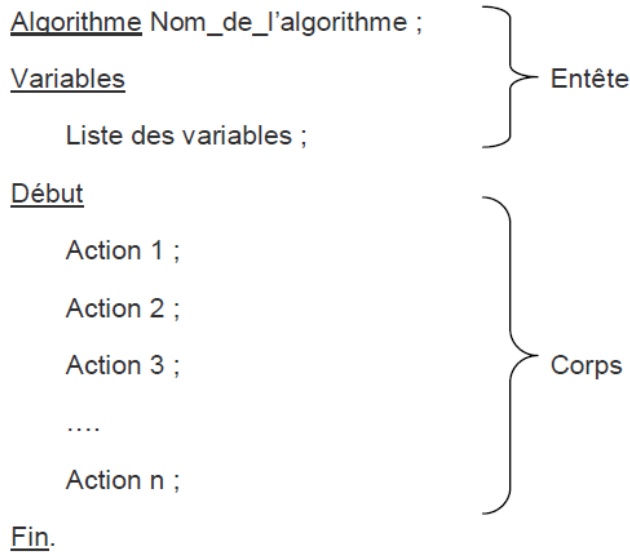 Algorithme Nom_de_l’algorithme ;
Variables
Entête
Liste des variables ;
Début
Action 1 ;
Action 2 ;
Action 3 ;
Corps
….
Action n ;
Fin.